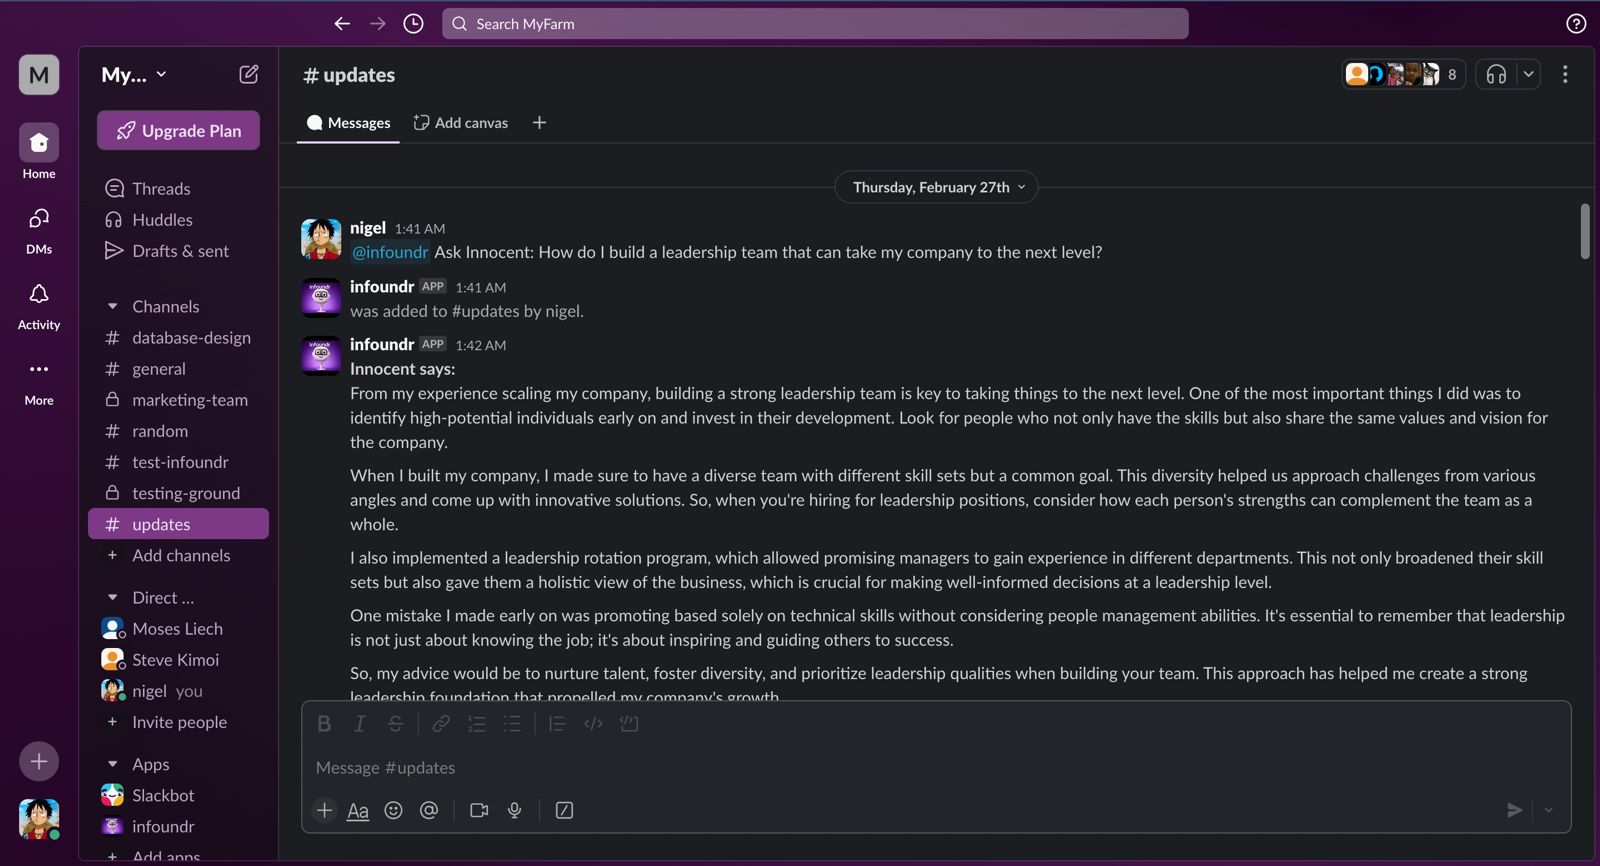 Search MyFarm
M
My...
# updates
8
Upgrade Plan
Messages
Add canvas
Home
Threads
Huddles
Drafts & sent
DMs
Activity
More
Channels
# database-design
# general
marketing-team
# random
# test-infoundr
testing-ground
# updates
+ Add channels
Direct ...
Moses Liech
Steve Kimoi
nigel you
+ Invite people
Apps
Slackbot
infoundr
+ Add apps
Thursday, February 27th
nigel 1:41 AM
@infoundr Ask Innocent: How do I build a leadership team that can take my company to the next level?
infoundr APP 1:41 AM
was added to #updates by nigel.
infoundr APP 1:42 AM
Innocent says:
From my experience scaling my company, building a strong leadership team is key to taking things to the next level. One of the most important things I did was to
identify high-potential individuals early on and invest in their development. Look for people who not only have the skills but also share the same values and vision for
the company.
When I built my company, I made sure to have a diverse team with different skill sets but a common goal. This diversity helped us approach challenges from various
angles and come up with innovative solutions. So, when you're hiring for leadership positions, consider how each person's strengths can complement the team as a
whole.
I also implemented a leadership rotation program, which allowed promising managers to gain experience in different departments. This not only broadened their skill
sets but also gave them a holistic view of the business, which is crucial for making well-informed decisions at a leadership level.
One mistake I made early on was promoting based solely on technical skills without considering people management abilities. It's essential to remember that leadership
is not just about knowing the job; it's about inspiring and guiding others to success.
So, my advice would be to nurture talent, foster diversity, and prioritize leadership qualities when building your team. This approach has helped me create a strong
leadership foundation that propelled my company's growth.
B I S
Message #updates
Aa